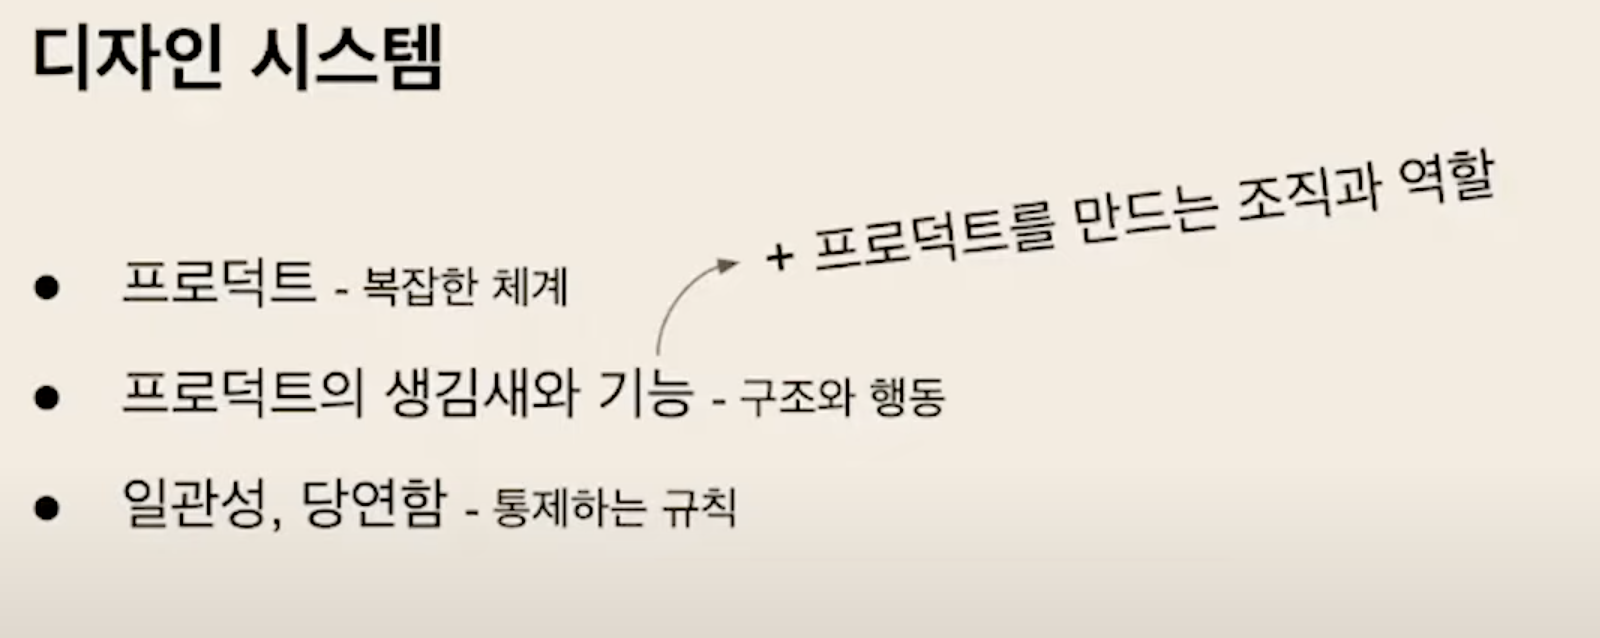 디자인 시스템
+ 프로덕트를 만드는 조직과 역할
● 프로덕트 - 복잡한 체계
● 프로덕트의 생김새와 기능 - 구조와 행동
● 일관성, 당연함 - 통제하는 규칙